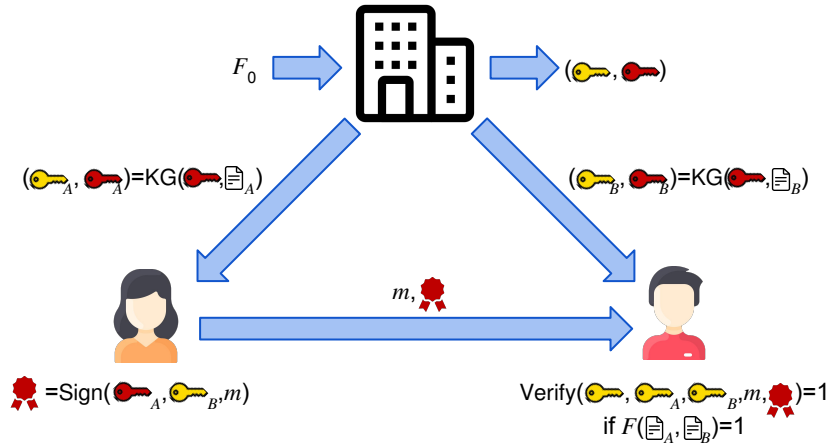 F₀
( , )
( A, A)=KG( , A)
( B, B)=KG( , B)
m,
=Sign( A, B,m)
Verify( , A, B,m, )=1
if F( A, B)=1